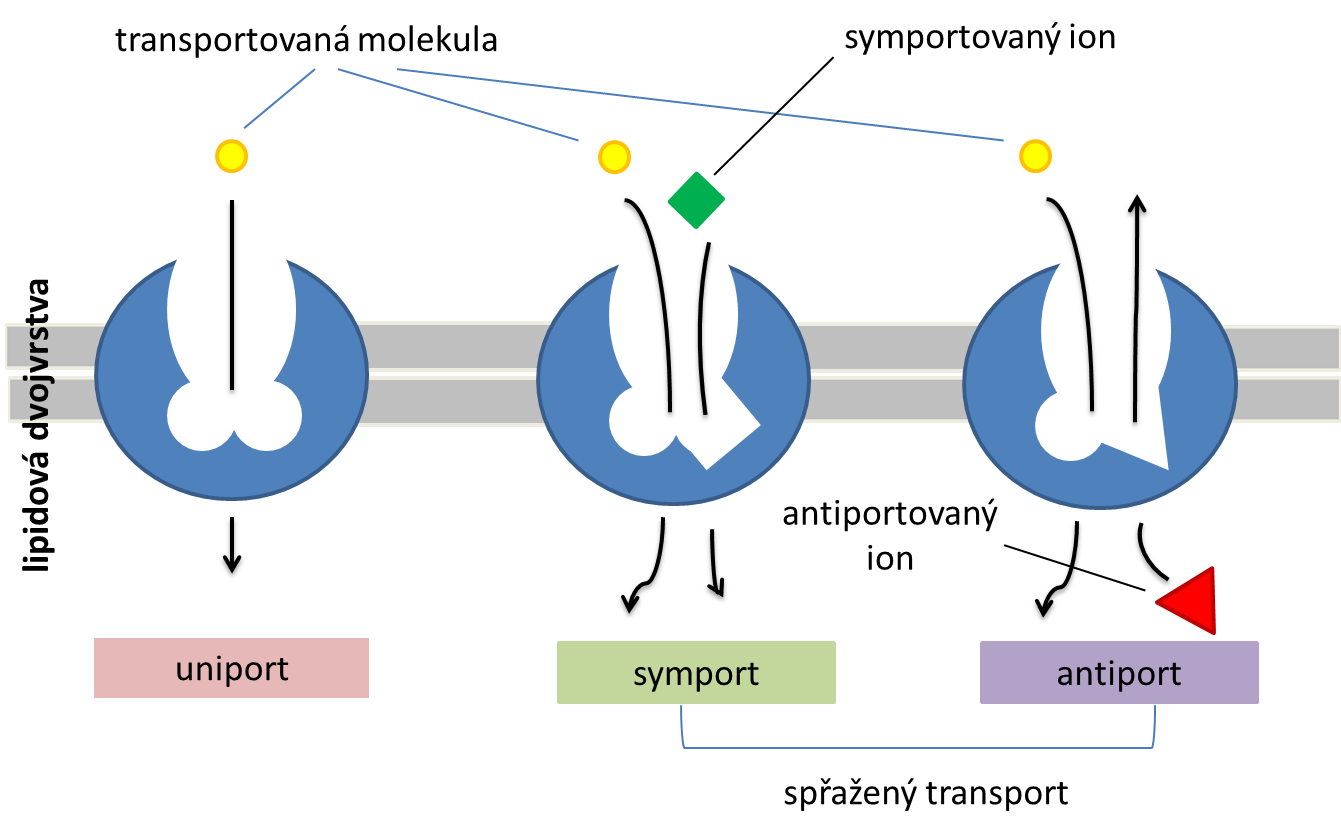 transportovaná molekula
symportovaný ion
lipidová dvojvrstva
antiportovaný
ion
uniport
symport
antiport
spřažený transport